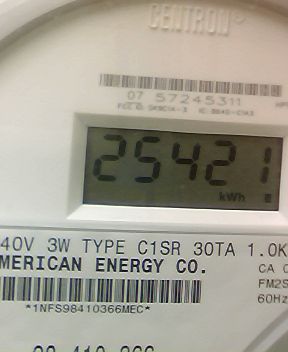 CENTRON®
07 57245311
25421
kWh
40V 3W TYPE C1SR 30TA 1.0K
MERICAN ENERGY CO.
CA 0
FM2S
60Hz
*1NFS98410366MEC*